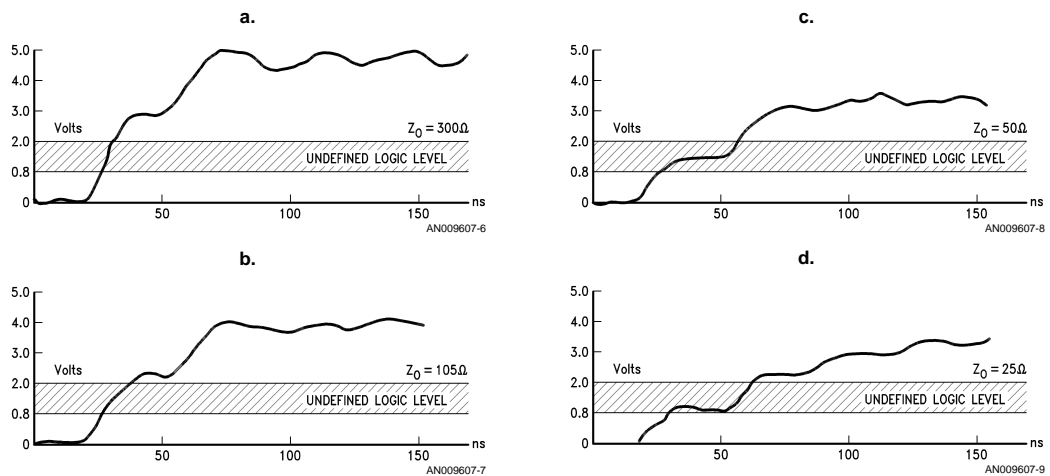 a.
5.0
4.0
3.0
Volts
Z₀ = 300Ω
2.0
UNDEFINED LOGIC LEVEL
0.8
0
ns
50
100
150
AN009607-6
b.
5.0
4.0
3.0
Volts
Z₀ = 105Ω
2.0
UNDEFINED LOGIC LEVEL
0.8
0
ns
50
100
150
AN009607-7
c.
5.0
4.0
3.0
Volts
Z₀ = 50Ω
2.0
UNDEFINED LOGIC LEVEL
0.8
0
ns
50
100
150
AN009607-8
d.
5.0
4.0
3.0
Volts
Z₀ = 25Ω
2.0
UNDEFINED LOGIC LEVEL
0.8
0
ns
50
100
150
AN009607-9